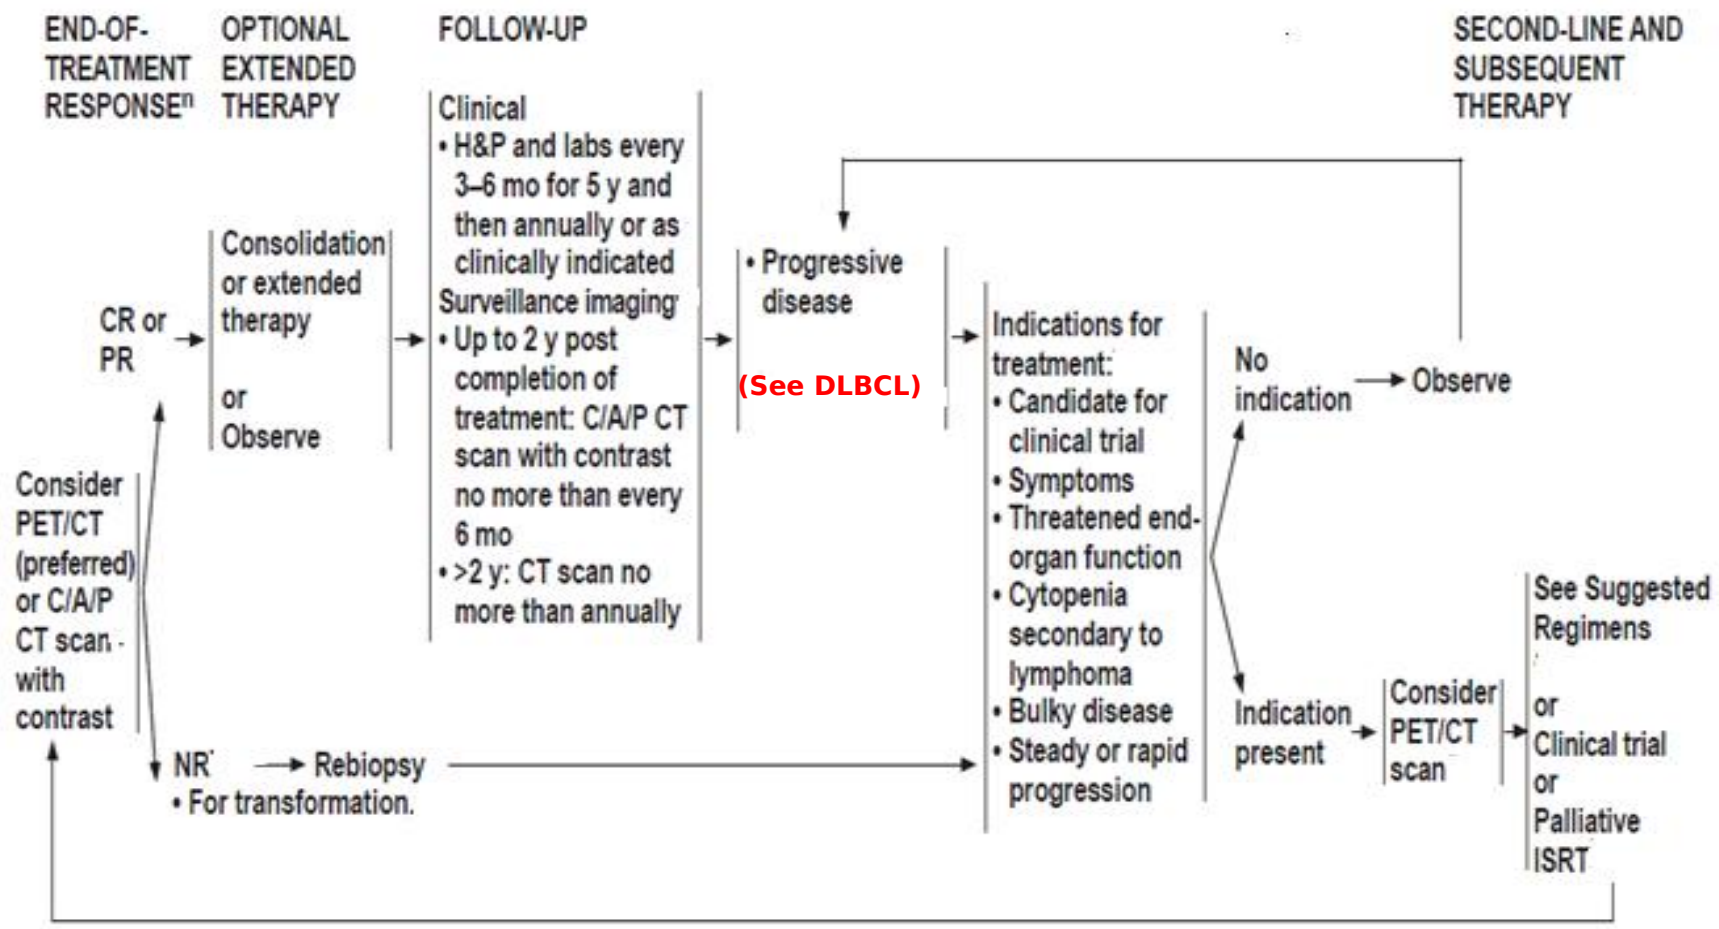 END-OF-
TREATMENT
RESPONSEⁿ
OPTIONAL
EXTENDED
THERAPY
FOLLOW-UP
SECOND-LINE AND
SUBSEQUENT
THERAPY
Consider
PET/CT
(preferred)
or C/A/P
CT scan
with
contrast
CR or
PR
NR
• For transformation.
Rebiopsy
Consolidation
or extended
therapy
or
Observe
Clinical
• H&P and labs every
3–6 mo for 5 y and
then annually or as
clinically indicated
Surveillance imaging
• Up to 2 y post
completion of
treatment: C/A/P CT
scan with contrast
no more than every
6 mo
• >2 y: CT scan no
more than annually
• Progressive
disease
(See DLBCL)
Indications for
treatment:
• Candidate for
clinical trial
• Symptoms
• Threatened end-
organ function
• Cytopenia
secondary to
lymphoma
• Bulky disease
• Steady or rapid
progression
No
indication
Observe
Indication
present
Consider
PET/CT
scan
See Suggested
Regimens
or
Clinical trial
or
Palliative
ISRT